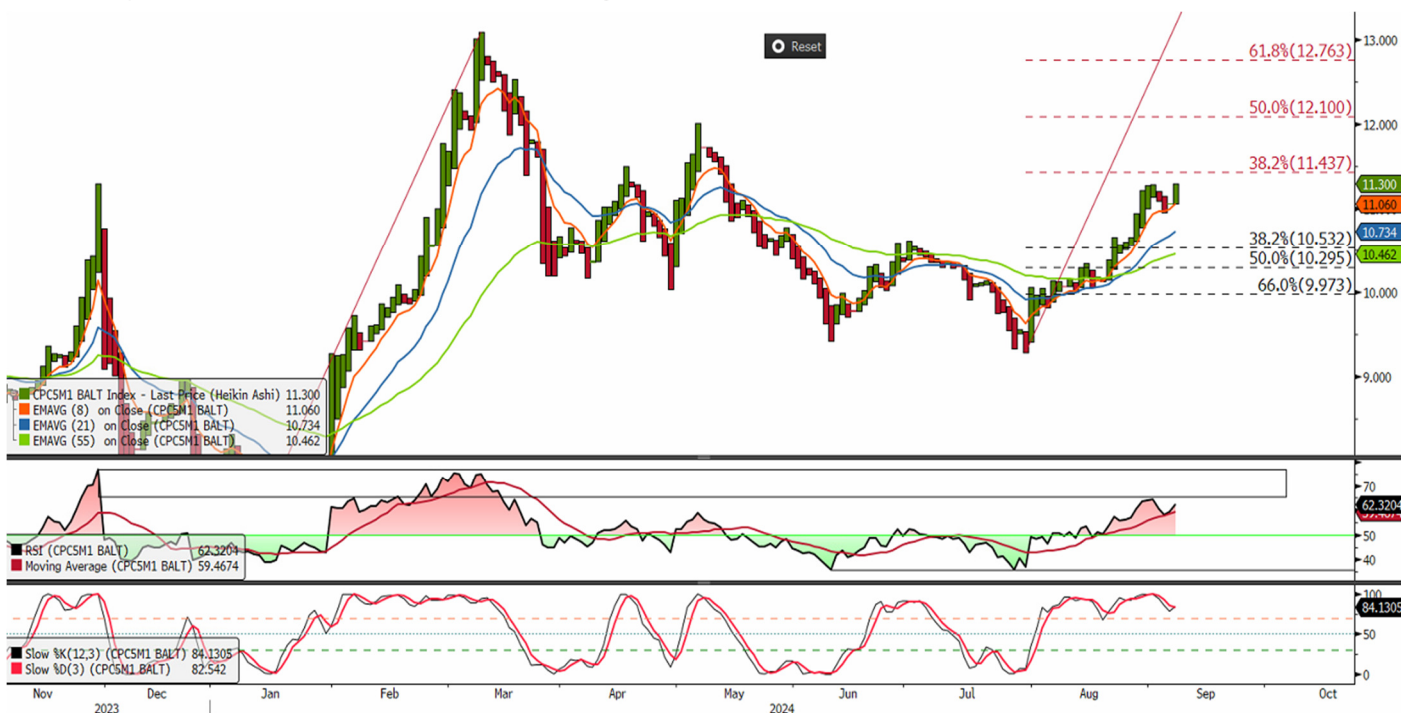 Reset
13.000
61.8%(12.763)
50.0%(12.100)
12.000
38.2%(11.437)
11.300
11.060
10.734
38.2%(10.532)
10.462
50.0%(10.295)
66.0%(9.973)
10.000
9.000
CPC5M1 BALT Index - Last Price (Heikin Ashi) 11.300
EMAVG (8) on Close (CPC5M1 BALT) 11.060
EMAVG (21) on Close (CPC5M1 BALT) 10.734
EMAVG (55) on Close (CPC5M1 BALT) 10.462
70
62.3204
50
40
RSI (CPC5M1 BALT) 62.3204
Moving Average (CPC5M1 BALT) 59.4674
100
84.1305
50
0
Slow %K(12,3) (CPC5M1 BALT) 84.1305
Slow %D(3) (CPC5M1 BALT) 82.542
Nov Dec Jan Feb Mar Apr May Jun Jul Aug Sep Oct
2023 2024